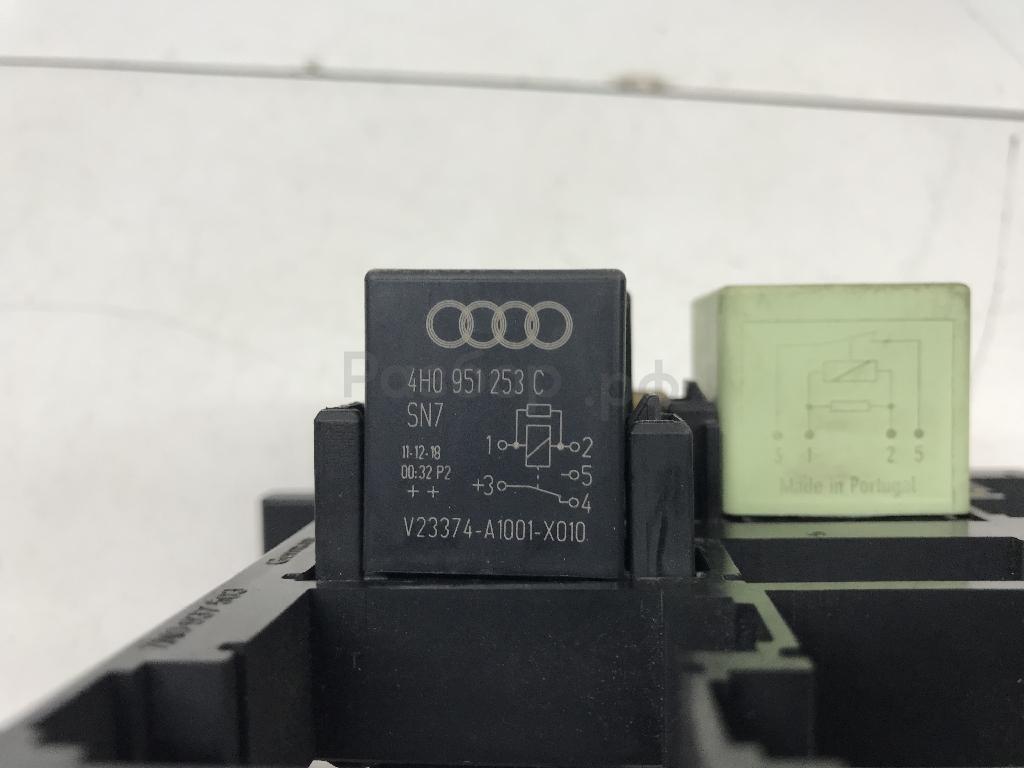 4H0 951 253 C
SN7
11-12-18
00:32 P2
+ +
1 2
5
+3 4
V23374-A1001-X010
3 1 2 5
Made in Portugal